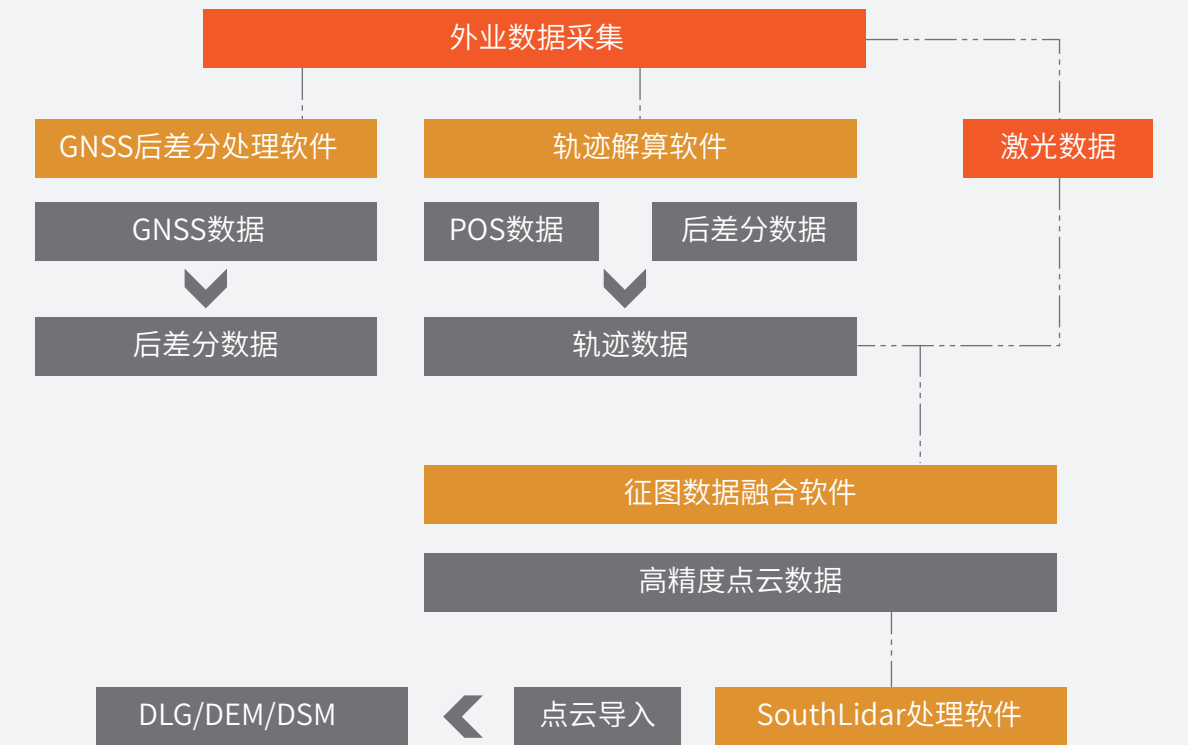 外业数据采集
GNSS后差分处理软件
轨迹解算软件
激光数据
GNSS数据
POS数据
后差分数据
后差分数据
轨迹数据
征图数据融合软件
高精度点云数据
DLG/DEM/DSM
点云导入
SouthLidar处理软件